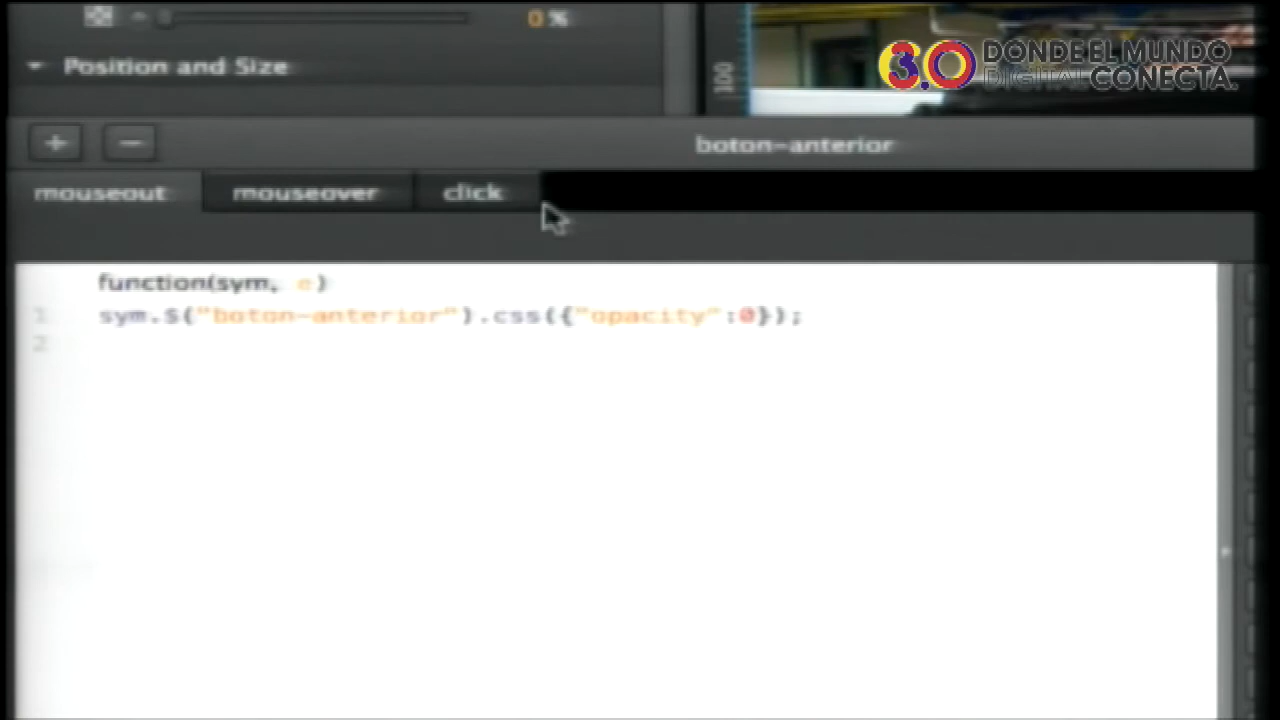 0 %
Position and Size
100
3.0 DONDE EL MUNDO
DIGITAL CONECTA.
+ −
boton-anterior
mouseout mouseover click
function(sym, e)
1 sym.$("boton-anterior").css({"opacity":0});
2